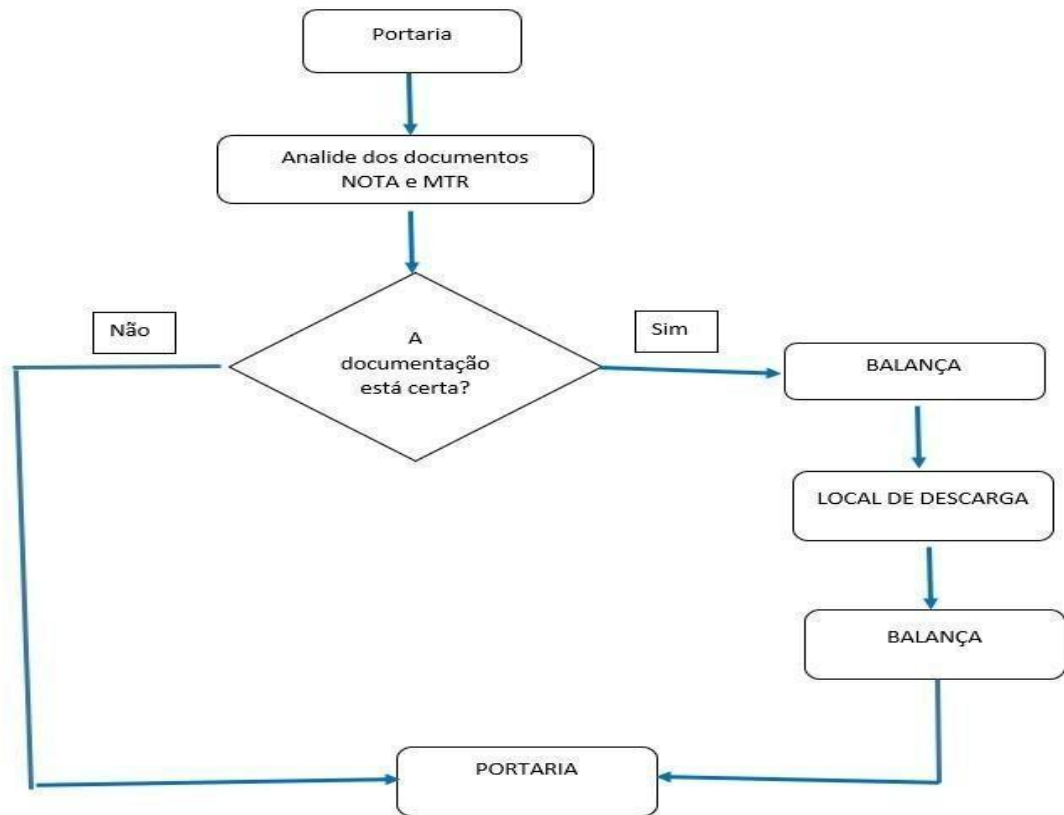 Portaria
Analide dos documentos
NOTA e MTR
Não
A
documentação
está certa?
Sim
BALANÇA
LOCAL DE DESCARGA
BALANÇA
PORTARIA